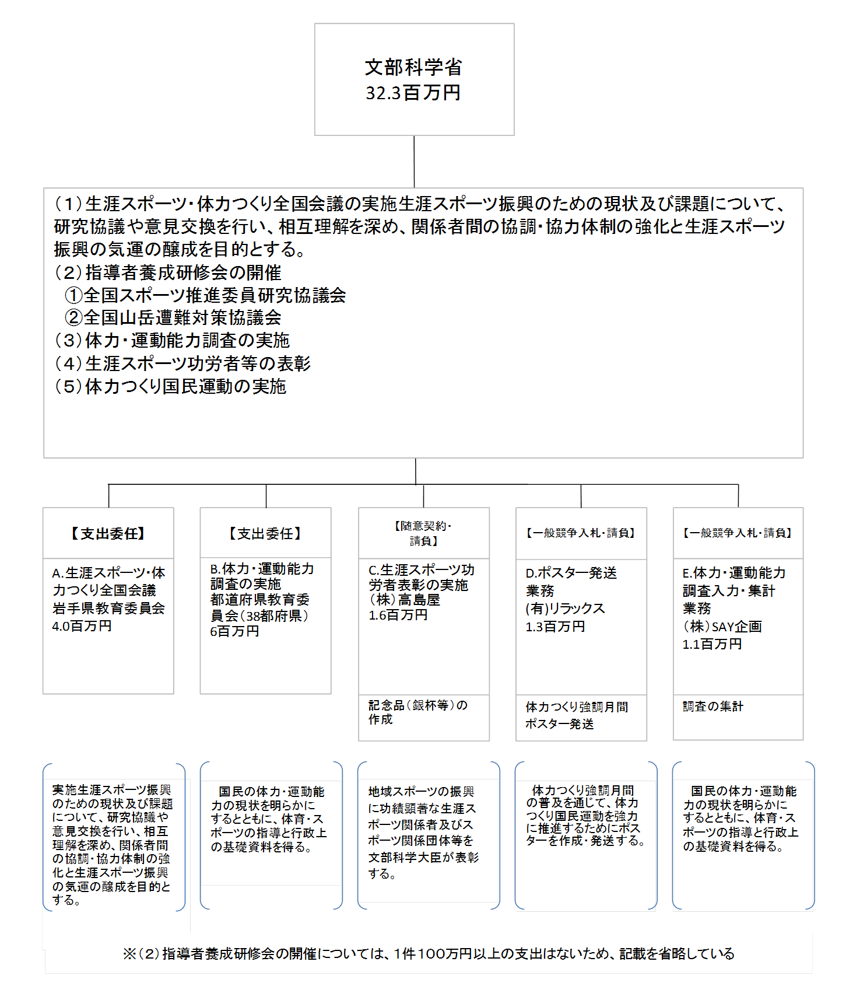 文部科学省
32.3百万円
（１）生涯スポーツ・体力つくり全国会議の実施生涯スポーツ振興のための現状及び課題について、
研究協議や意見交換を行い、相互理解を深め、関係者間の協調・協力体制の強化と生涯スポーツ
振興の気運の醸成を目的とする。
（２）指導者養成研修会の開催
①全国スポーツ推進委員研究協議会
②全国山岳遭難対策協議会
（３）体力・運動能力調査の実施
（４）生涯スポーツ功労者等の表彰
（５）体力つくり国民運動の実施
【支出委任】
A.生涯スポーツ・体
力つくり全国会議
岩手県教育委員会
4.0百万円
【支出委任】
B.体力・運動能力
調査の実施
都道府県教育委
員会（38都府県）
6百万円
【随意契約・
請負】
C.生涯スポーツ功
労者表彰の実施
（株）高島屋
1.6百万円
記念品（銀杯等）の
作成
【一般競争入札・請負】
D.ポスター発送
業務
(有)リラックス
1.3百万円
体力つくり強調月間
ポスター発送
【一般競争入札・請負】
E.体力・運動能力
調査入力・集計
業務
（株）SAY企画
1.1百万円
調査の集計
実施生涯スポーツ振興
のための現状及び課題
について、研究協議や
意見交換を行い、相互
理解を深め、関係者間
の協調・協力体制の強
化と生涯スポーツ振興
の気運の醸成を目的と
する。
国民の体力・運動能
力の現状を明らかに
するとともに、体育・ス
ポーツの指導と行政上
の基礎資料を得る。
地域スポーツの振興
に功績顕著な生涯ス
ポーツ関係者及びス
ポーツ関係団体等を
文部科学大臣が表彰
する。
体力つくり強調月間
の普及を通じて、体力
つくり国民運動を強力
に推進するためにポス
ターを作成・発送する。
国民の体力・運動能
力の現状を明らかに
するとともに、体育・ス
ポーツの指導と行政上
の基礎資料を得る。
※（２）指導者養成研修会の開催については、１件１００万円以上の支出はないため、記載を省略している